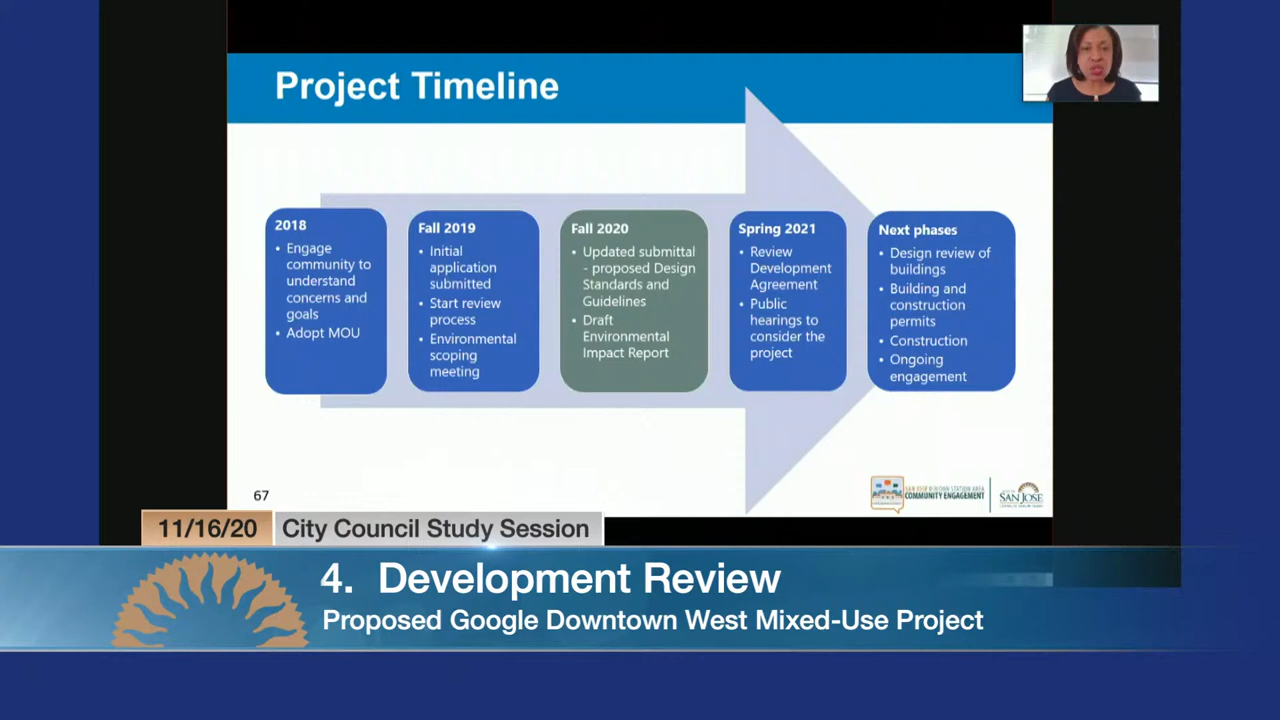 Project Timeline
2018
• Engage
community to
understand
concerns and
goals
• Adopt MOU
Fall 2019
• Initial
application
submitted
• Start review
process
• Environmental
scoping
meeting
Fall 2020
• Updated submittal
- proposed Design
Standards and
Guidelines
• Draft
Environmental
Impact Report
Spring 2021
• Review
Development
Agreement
• Public
hearings to
consider the
project
Next phases
• Design review of
buildings
• Building and
construction
permits
• Construction
• Ongoing
engagement
67
COMMUNITY ENGAGEMENT
SAN JOSE
11/16/20 City Council Study Session
4. Development Review
Proposed Google Downtown West Mixed-Use Project